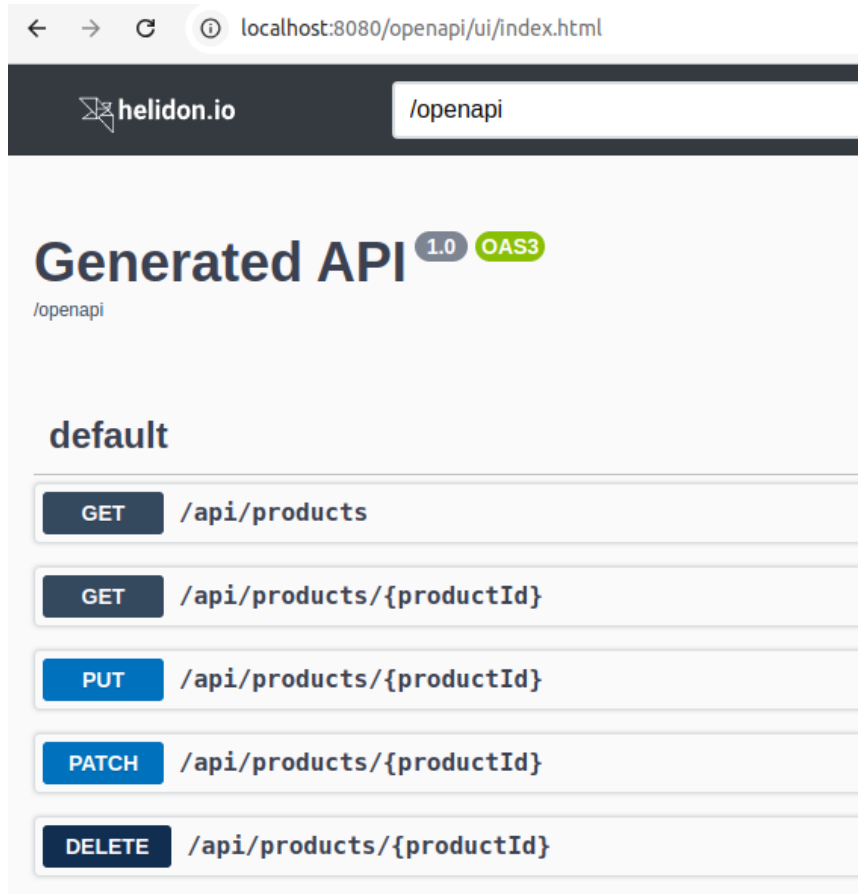 localhost:8080/openapi/ui/index.html
helidon.io /openapi
Generated API 1.0 OAS3
/openapi
default
GET /api/products
GET /api/products/{productId}
PUT /api/products/{productId}
PATCH /api/products/{productId}
DELETE /api/products/{productId}